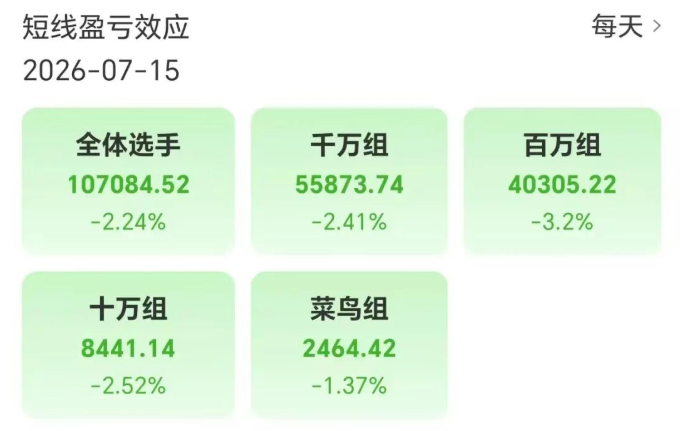 短线盈亏效应
每天 >
2026-07-15
全体选手
107084.52
-2.24%
千万组
55873.74
-2.41%
百万组
40305.22
-3.2%
十万组
8441.14
-2.52%
菜鸟组
2464.42
-1.37%